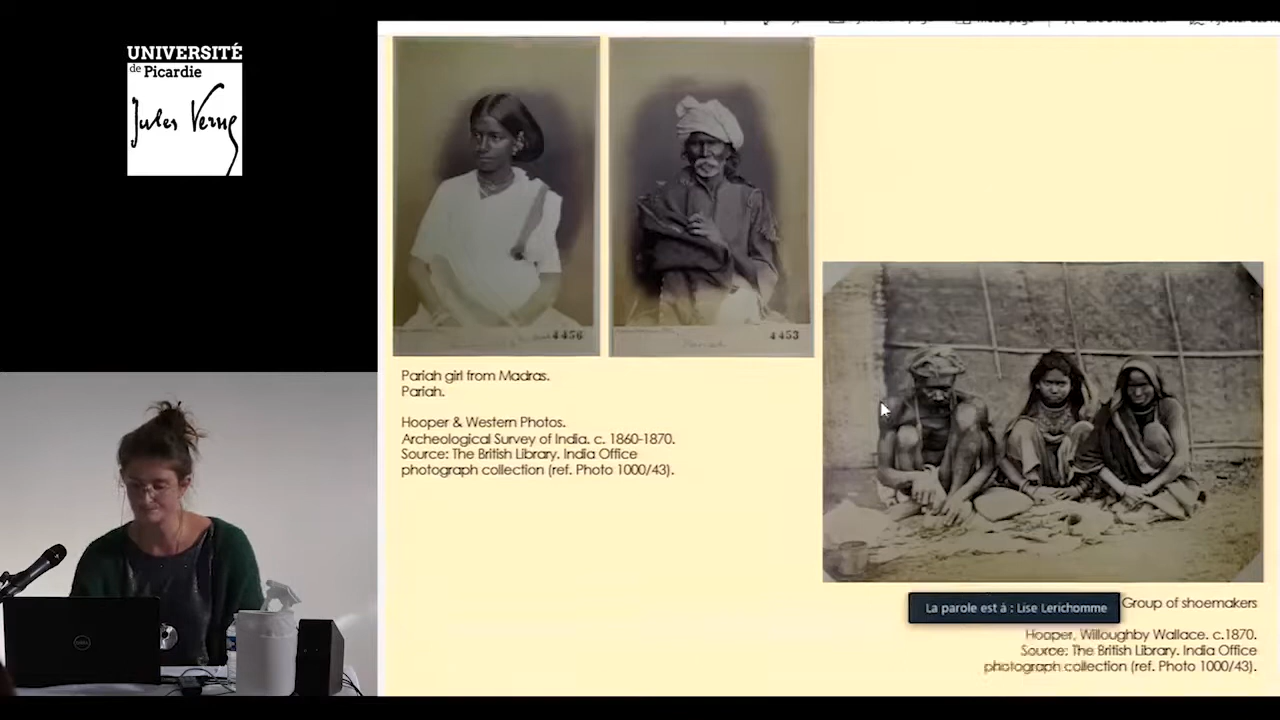 UNIVERSITÉ
de Picardie
Jules Verne
4456
4453
Pariah
Pariah girl from Madras.
Pariah.
Hooper & Western Photos.
Archeological Survey of India. c. 1860-1870.
Source: The British Library. India Office
photograph collection (ref. Photo 1000/43).
La parole est à : Lise Lerichomme
Group of shoemakers
Hooper, Willoughby Wallace. c.1870.
Source: The British Library. India Office
photograph collection (ref. Photo 1000/43).
DELL